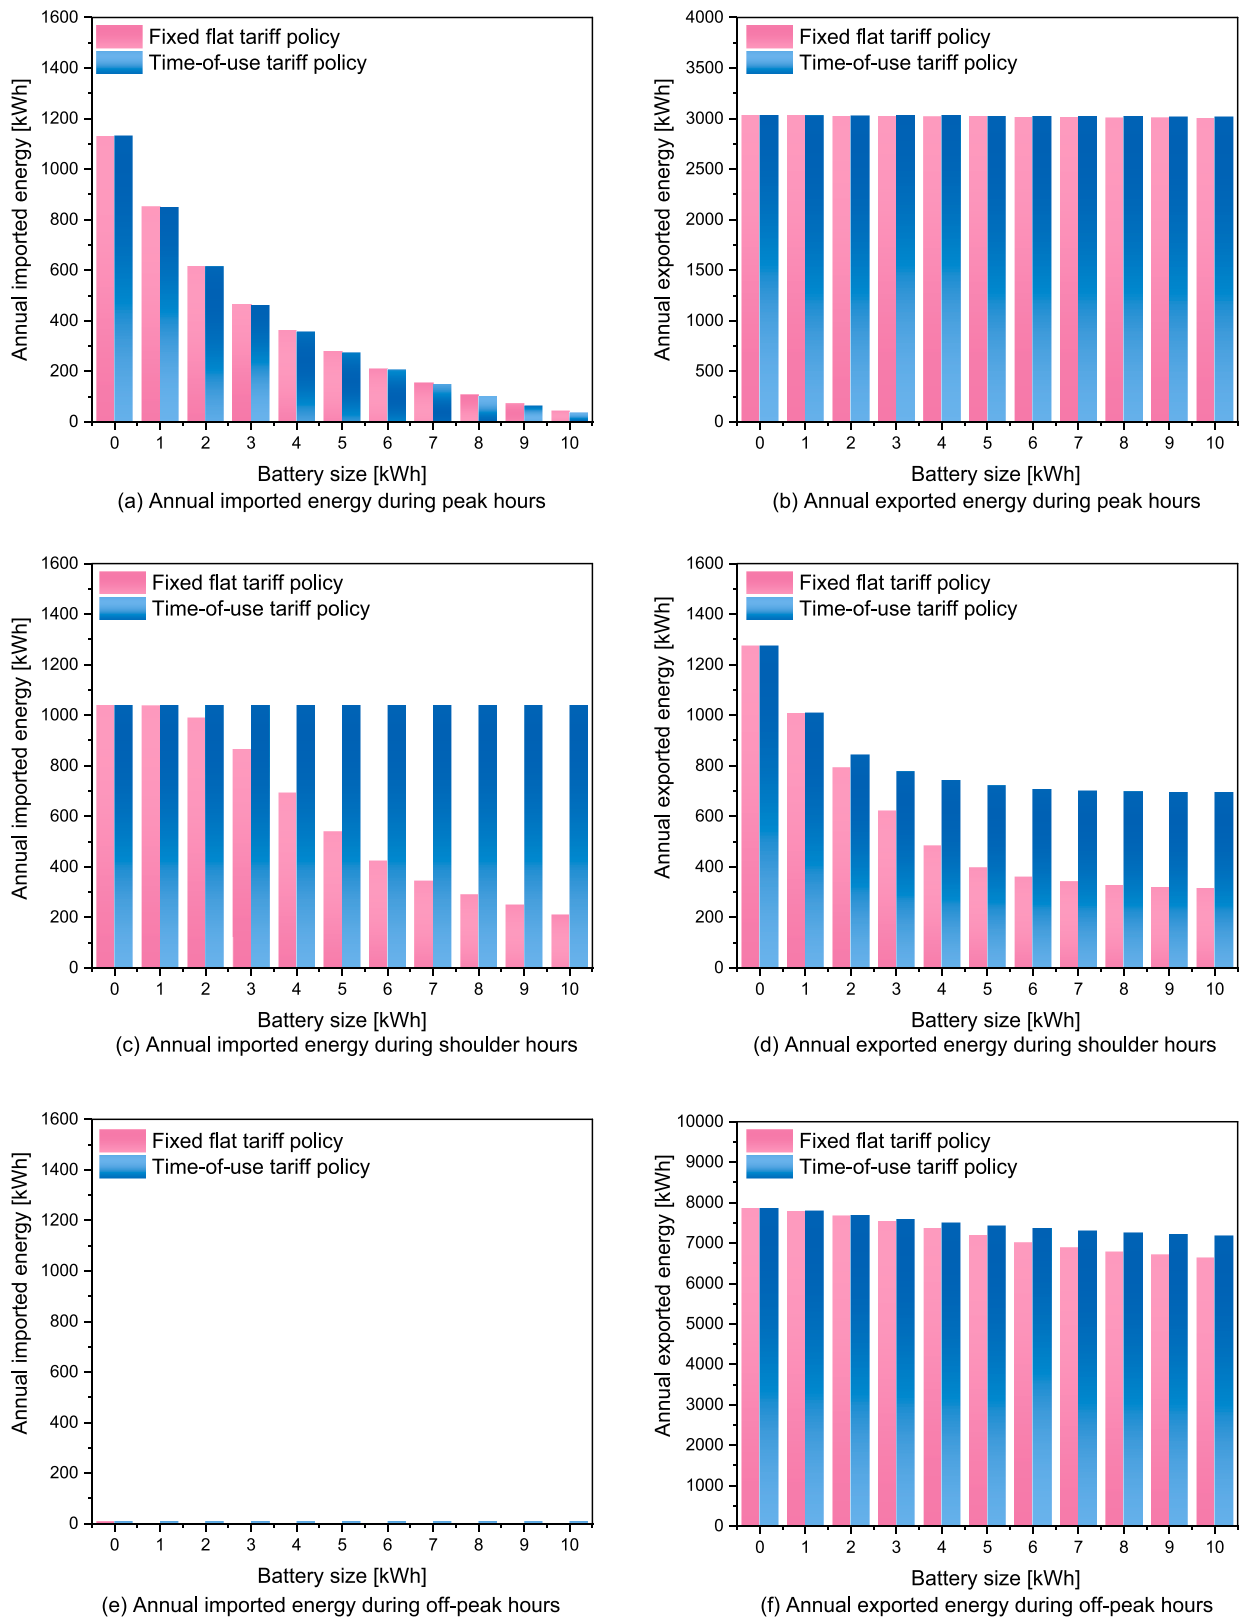 1600
1400
1200
1000
800
600
400
200
0
Annual imported energy [kWh]
Fixed flat tariff policy
Time-of-use tariff policy
0 1 2 3 4 5 6 7 8 9 10
Battery size [kWh]
(a) Annual imported energy during peak hours
4000
3500
3000
2500
2000
1500
1000
500
0
Annual exported energy [kWh]
Fixed flat tariff policy
Time-of-use tariff policy
0 1 2 3 4 5 6 7 8 9 10
Battery size [kWh]
(b) Annual exported energy during peak hours
1600
1400
1200
1000
800
600
400
200
0
Annual imported energy [kWh]
Fixed flat tariff policy
Time-of-use tariff policy
0 1 2 3 4 5 6 7 8 9 10
Battery size [kWh]
(c) Annual imported energy during shoulder hours
1600
1400
1200
1000
800
600
400
200
0
Annual exported energy [kWh]
Fixed flat tariff policy
Time-of-use tariff policy
0 1 2 3 4 5 6 7 8 9 10
Battery size [kWh]
(d) Annual exported energy during shoulder hours
1600
1400
1200
1000
800
600
400
200
0
Annual imported energy [kWh]
Fixed flat tariff policy
Time-of-use tariff policy
0 1 2 3 4 5 6 7 8 9 10
Battery size [kWh]
(e) Annual imported energy during off-peak hours
10000
9000
8000
7000
6000
5000
4000
3000
2000
1000
0
Annual exported energy [kWh]
Fixed flat tariff policy
Time-of-use tariff policy
0 1 2 3 4 5 6 7 8 9 10
Battery size [kWh]
(f) Annual exported energy during off-peak hours